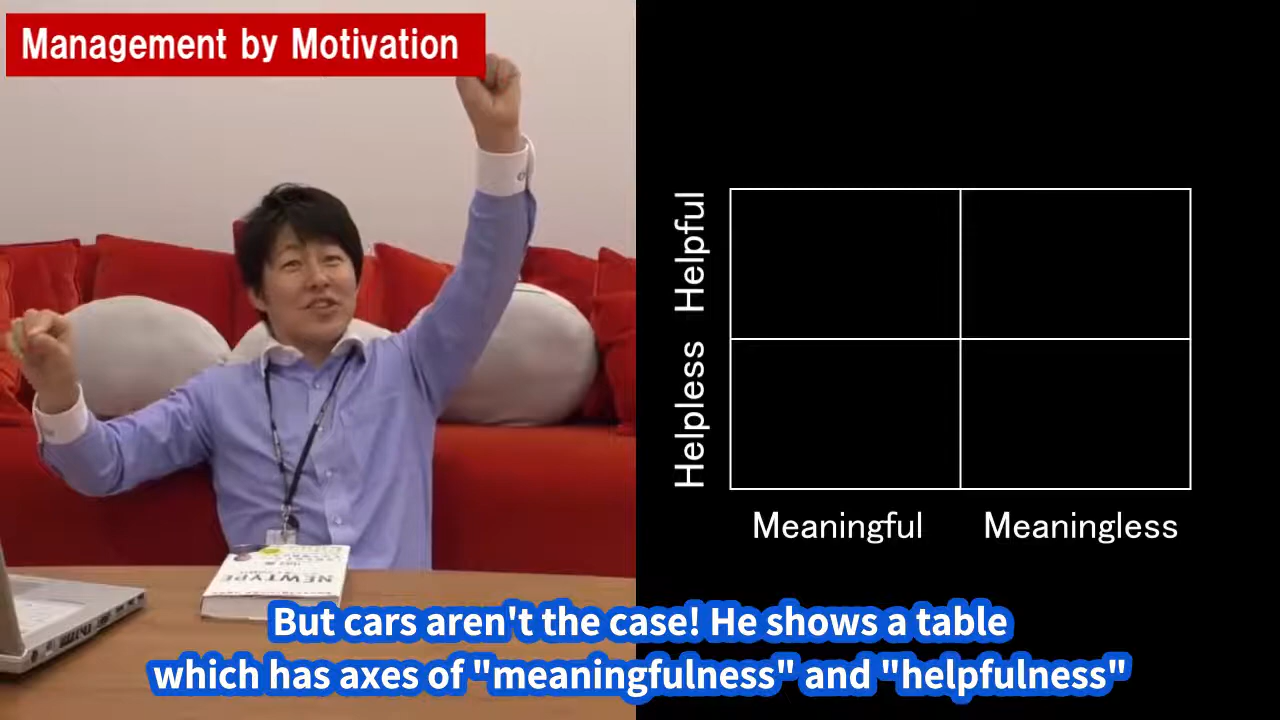 Management by Motivation
Helpful
Helpless
Meaningful Meaningless
NEWTYPE
But cars aren't the case! He shows a table
which has axes of "meaningfulness" and "helpfulness"